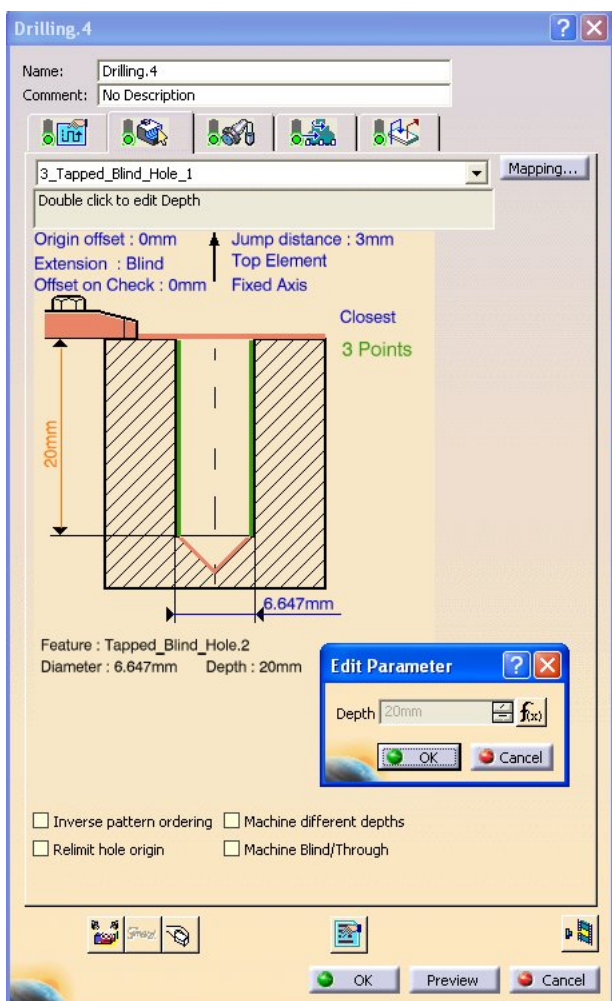 Drilling.4
Name: Drilling.4
Comment: No Description
3_Tapped_Blind_Hole_1
Mapping...
Double click to edit Depth
Origin offset : 0mm Jump distance : 3mm
Extension : Blind Top Element
Offset on Check : 0mm Fixed Axis
Closest
3 Points
20mm
6.647mm
Feature : Tapped_Blind_Hole.2
Diameter : 6.647mm Depth : 20mm
Edit Parameter
Depth 20mm f(x)
OK Cancel
Inverse pattern ordering Machine different depths
Relimit hole origin Machine Blind/Through
OK Preview Cancel